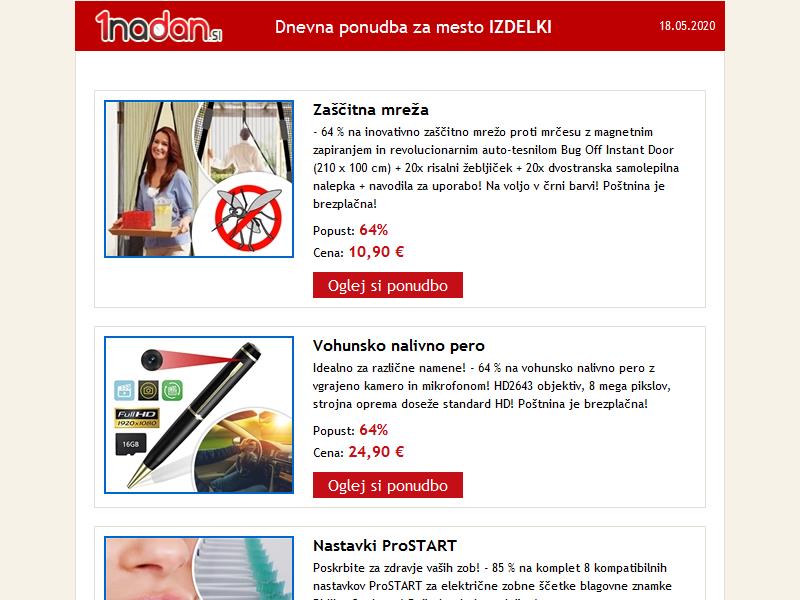 1nadan.si
Dnevna ponudba za mesto IZDELKI
18.05.2020
Zaščitna mreža
- 64 % na inovativno zaščitno mrežo proti mrčesu z magnetnim
zapiranjem in revolucionarnim auto-tesnilom Bug Off Instant Door
(210 x 100 cm) + 20x risalni žebljiček + 20x dvostranska samolepilna
nalepka + navodila za uporabo! Na voljo v črni barvi! Poštnina je
brezplačna!
Popust: 64%
Cena: 10,90 €
Oglej si ponudbo
Full HD
1920x1080
16GB
Vohunsko nalivno pero
Idealno za različne namene! - 64 % na vohunsko nalivno pero z
vgrajeno kamero in mikrofonom! HD2643 objektiv, 8 mega pikslov,
strojna oprema doseže standard HD! Poštnina je brezplačna!
Popust: 64%
Cena: 24,90 €
Oglej si ponudbo
Nastavki ProSTART
Poskrbite za zdravje vaših zob! - 85 % na komplet 8 kompatibilnih
nastavkov ProSTART za električne zobne ščetke blagovne znamke